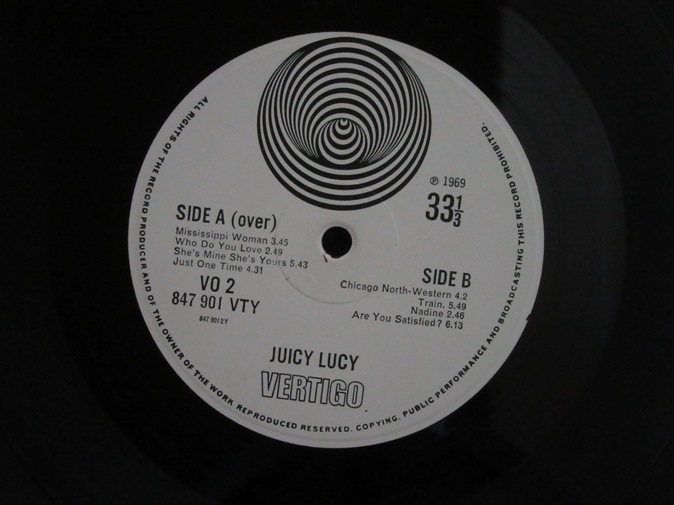 ALL RIGHTS OF THE RECORD PRODUCER AND OF THE OWNER OF THE WORK REPRODUCED RESERVED. COPYING, PUBLIC PERFORMANCE AND BROADCASTING THIS RECORD PROHIBITED.
℗ 1969
33⅓
SIDE A (over)
Mississippi Woman 3.45
Who Do You Love 2.49
She's Mine She's Yours 5.43
Just One Time 4.31
VO 2
847 901 VTY
847 901 2Y
SIDE B
Chicago North-Western 4.2
Train. 5.49
Nadine 2.46
Are You Satisfied? 6.13
JUICY LUCY
VERTIGO